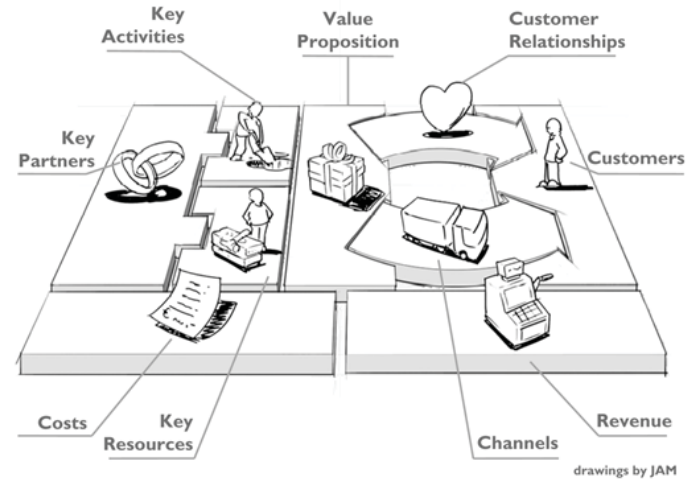 Key
Activities
Value
Proposition
Customer
Relationships
Key
Partners
Customers
Costs
Key
Resources
Channels
Revenue
drawings by JAM